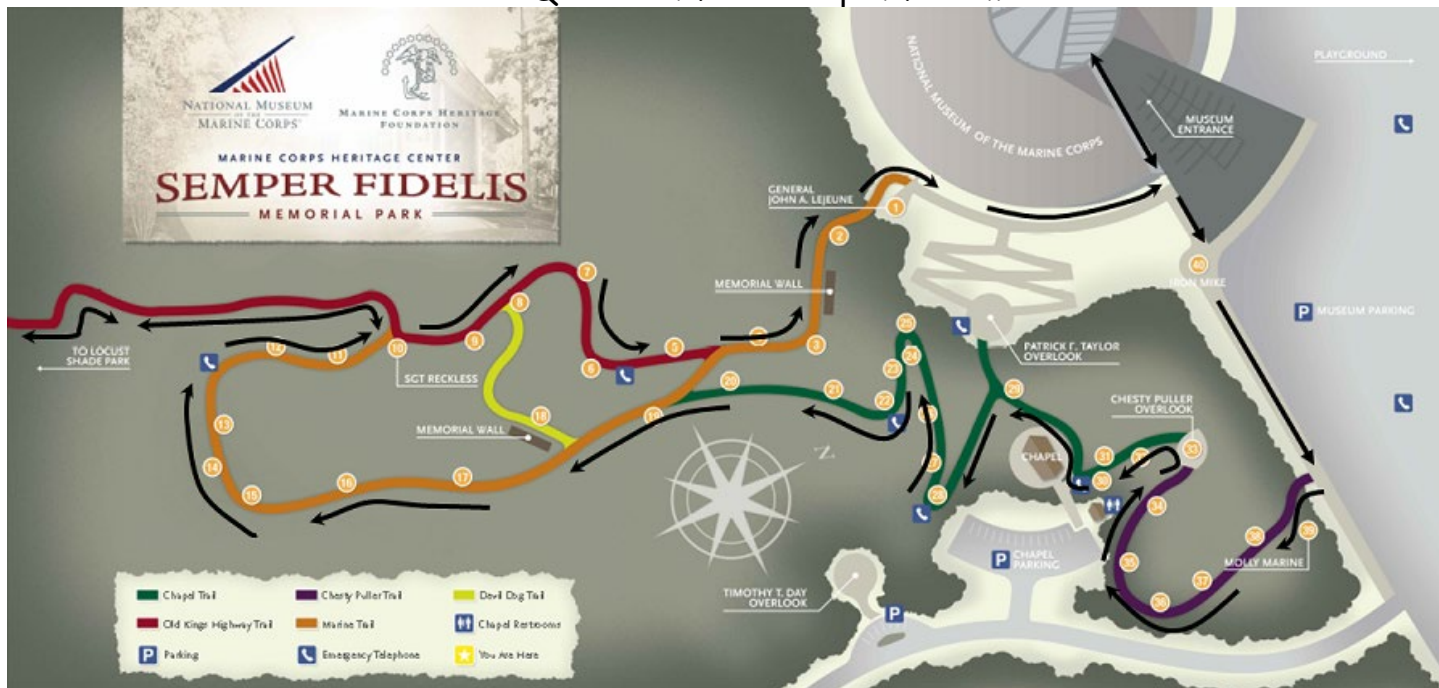 NATIONAL MUSEUM
OF THE
MARINE CORPS
MARINE CORPS HERITAGE
FOUNDATION
MARINE CORPS HERITAGE CENTER
SEMPER FIDELIS
MEMORIAL PARK
NATIONAL MUSEUM OF THE MARINE CORPS
MUSEUM
ENTRANCE
PLAYGROUND
GENERAL
JOHN A. LEJEUNE
1
2
40
IRON MIKE
MEMORIAL WALL
P MUSEUM PARKING
7
8
9
10
TO LOCUST
SHADE PARK
SGT RECKLESS
12
11
6
5
3
25
24
23
22
21
20
19
PATRICK F. TAYLOR
OVERLOOK
29
CHESTY PULLER
OVERLOOK
33
CHAPEL
31
30
18
MEMORIAL WALL
13
14
15
16
17
28
34
35
36
37
38
39
MOLLY MARINE
P CHAPEL
PARKING
TIMOTHY T. DAY
OVERLOOK
P
Chapel Trail
Chesty Puller Trail
Devil Dog Trail
Old Kings Highway Trail
Marine Trail
Chapel Restrooms
P Parking
Emergency Telephone
You Are Here